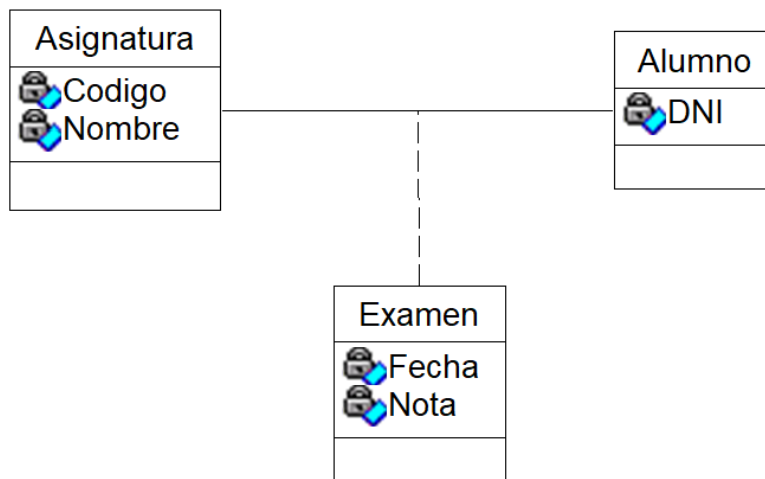 Asignatura
Codigo
Nombre
Alumno
DNI
Examen
Fecha
Nota